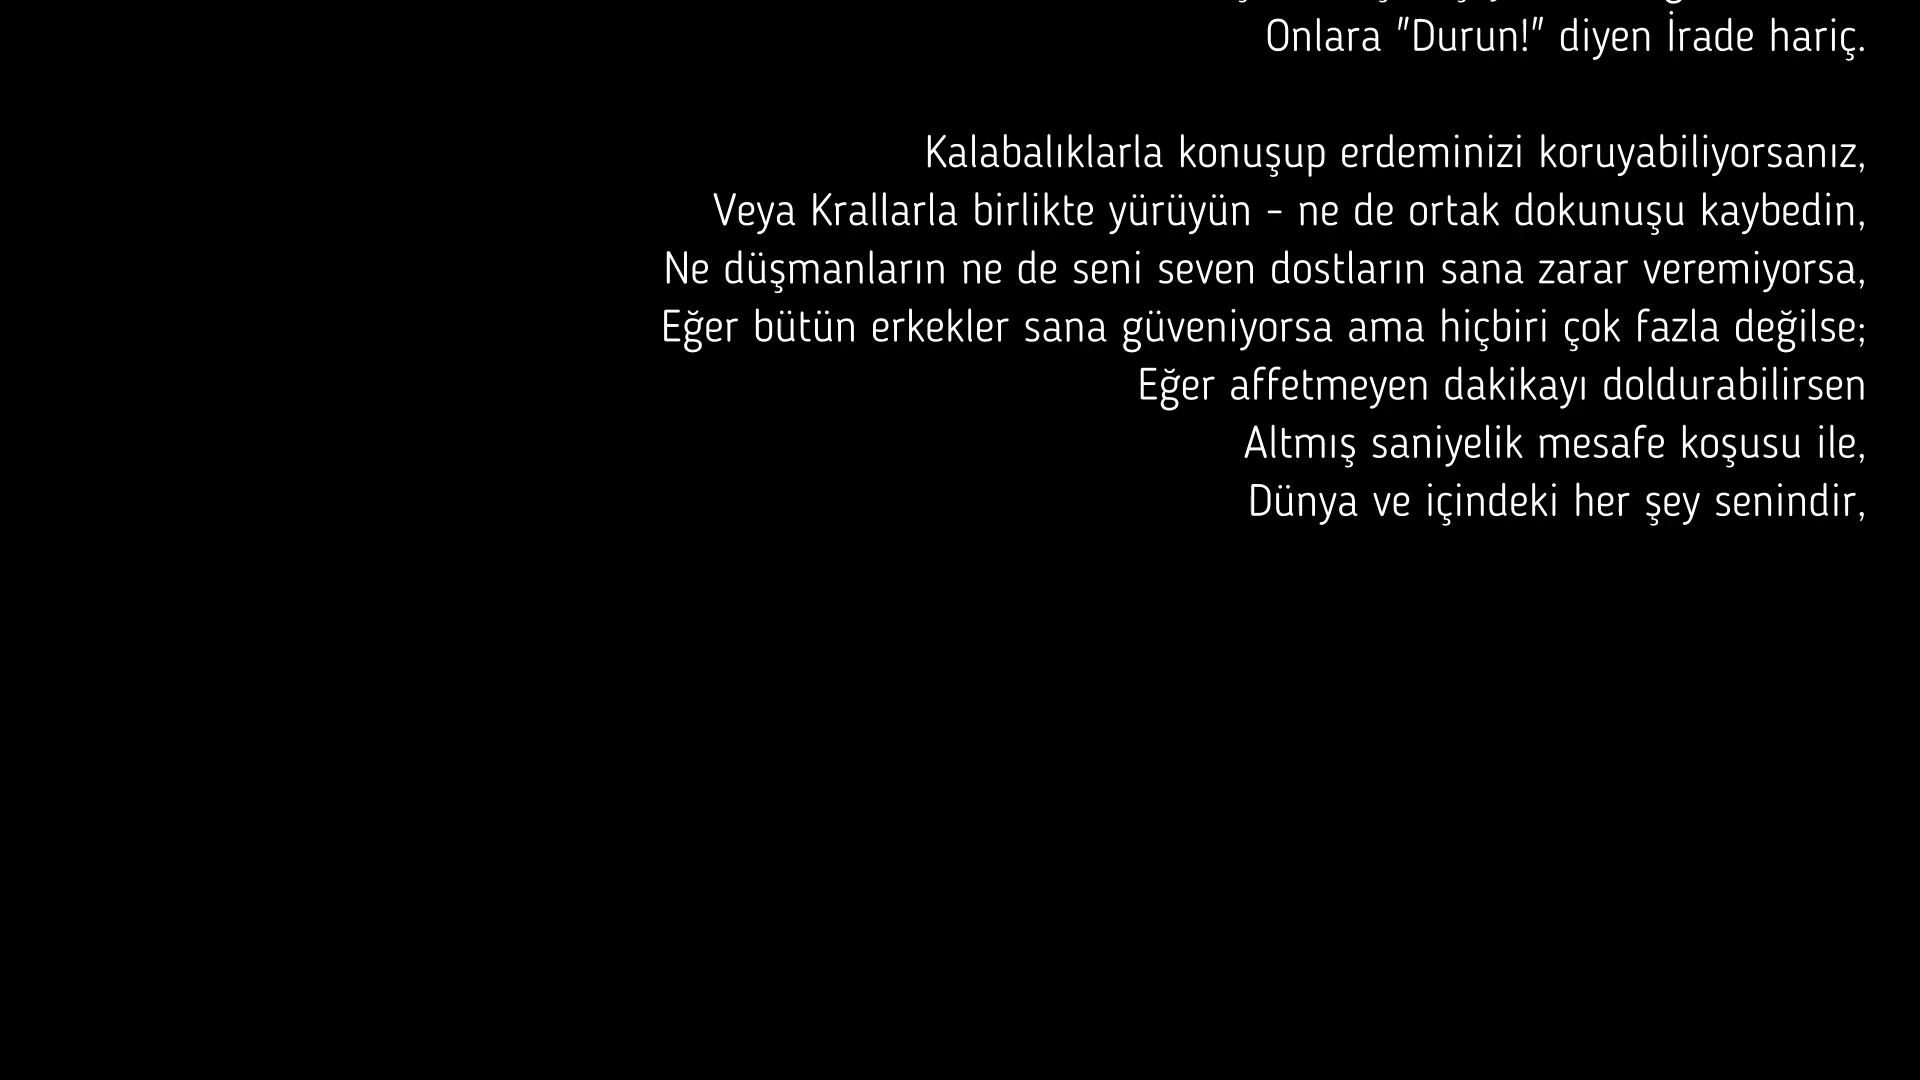 Onlara "Durun!" diyen İrade hariç.
Kalabalıklarla konuşup erdeminizi koruyabiliyorsanız,
Veya Krallarla birlikte yürüyün - ne de ortak dokunuşu kaybedin,
Ne düşmanların ne de seni seven dostların sana zarar veremiyorsa,
Eğer bütün erkekler sana güveniyorsa ama hiçbiri çok fazla değilse;
Eğer affetmeyen dakikayı doldurabilirsen
Altmış saniyelik mesafe koşusu ile,
Dünya ve içindeki her şey senindir,